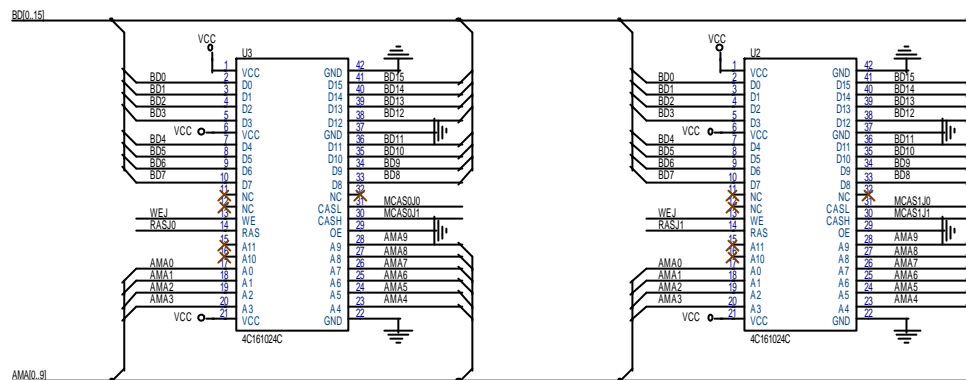 BD[0..15]
VCC
U3
1 VCC GND 42
BD0 2 D0 D15 41 BD15
BD1 3 D1 D14 40 BD14
BD2 4 D2 D13 39 BD13
BD3 5 D3 D12 38 BD12
VCC 6 VCC GND 37
BD4 7 D4 D11 36 BD11
BD5 8 D5 D10 35 BD10
BD6 9 D6 D9 34 BD9
BD7 10 D7 D8 33 BD8
11 NC NC 32
12 NC CASL 31 MCAS0J0
WEJ 13 WE CASH 30 MCAS0J1
RASJ0 14 RAS OE 29
15 A11 A9 28 AMA9
16 A10 A8 27 AMA8
AMA0 17 A0 A7 26 AMA7
AMA1 18 A1 A6 25 AMA6
AMA2 19 A2 A5 24 AMA5
AMA3 20 A3 A4 23 AMA4
VCC 21 VCC GND 22
4C161024C
VCC
U2
1 VCC GND 42
BD0 2 D0 D15 41 BD15
BD1 3 D1 D14 40 BD14
BD2 4 D2 D13 39 BD13
BD3 5 D3 D12 38 BD12
VCC 6 VCC GND 37
BD4 7 D4 D11 36 BD11
BD5 8 D5 D10 35 BD10
BD6 9 D6 D9 34 BD9
BD7 10 D7 D8 33 BD8
11 NC NC 32
12 NC CASL 31 MCAS1J0
WEJ 13 WE CASH 30 MCAS1J1
RASJ1 14 RAS OE 29
15 A11 A9 28 AMA9
16 A10 A8 27 AMA8
AMA0 17 A0 A7 26 AMA7
AMA1 18 A1 A6 25 AMA6
AMA2 19 A2 A5 24 AMA5
AMA3 20 A3 A4 23 AMA4
VCC 21 VCC GND 22
4C161024C
AMA[0..9]